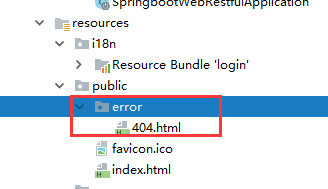 SpringbootWebRestfulApplication
resources
i18n
Resource Bundle 'login'
public
error
404.html
favicon.ico
index.html